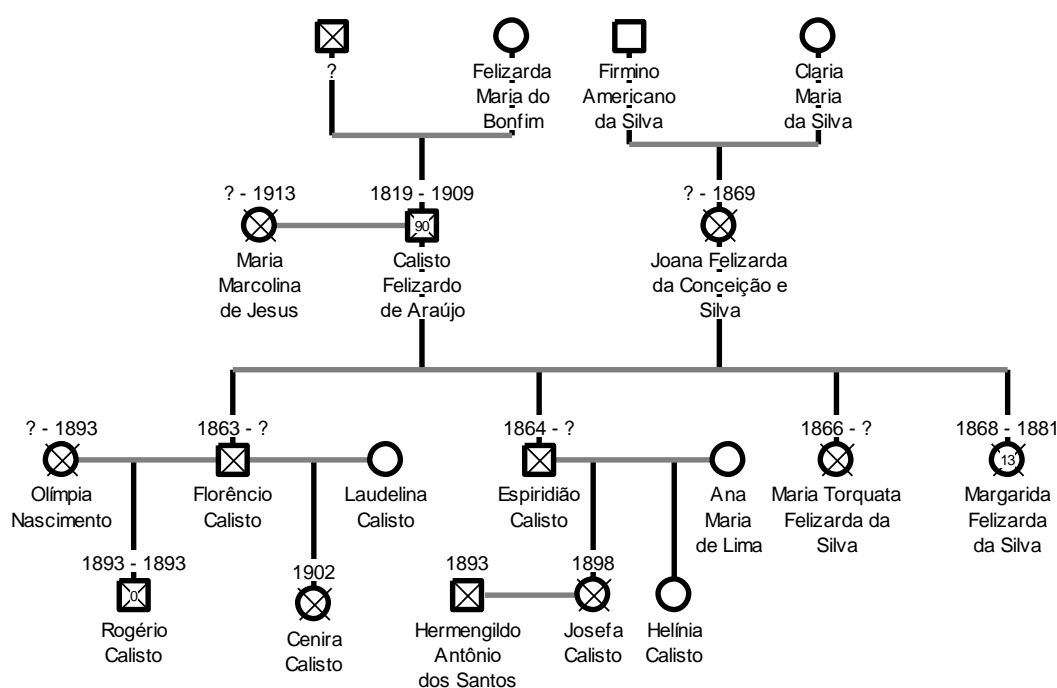 ?
Felizarda
Maria do
Bonfim
Firmino
Americano
da Silva
Claria
Maria
da Silva
? - 1913
Maria
Marcolina
de Jesus
1819 - 1909
90
Calisto
Felizardo
de Araújo
? - 1869
Joana Felizarda
da Conceição e
Silva
? - 1893
Olímpia
Nascimento
1863 - ?
Florêncio
Calisto
Laudelina
Calisto
1864 - ?
Espiridião
Calisto
Ana
Maria
de Lima
1866 - ?
Maria Torquata
Felizarda da
Silva
1868 - 1881
13
Margarida
Felizarda
da Silva
1893 - 1893
0
Rogério
Calisto
1902
Cenira
Calisto
1893
Hermengildo
Antônio
dos Santos
1898
Josefa
Calisto
Helínia
Calisto